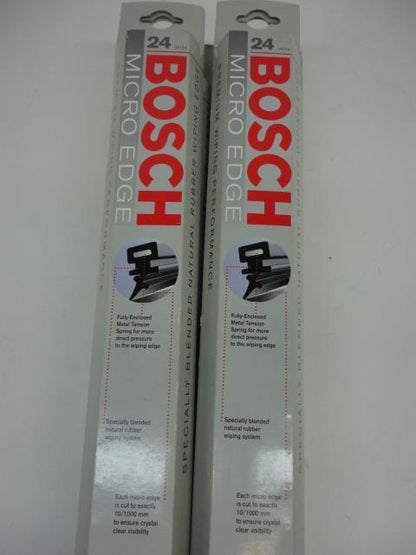 24
BOSCH
MICRO EDGE
SPECIALLY BLENDED NATURAL RUBBER WIPING EDGE
Fully-Enclosed
Metal Tension
Spring for more
direct pressure
to the wiping edge
Specially blended
natural rubber
wiping system
Each micro edge
is cut to exactly
10/1000 mm
to ensure crystal
clear visibility
24
BOSCH
MICRO EDGE
PREMIUM WIPING PERFORMANCE
Fully-Enclosed
Metal Tension
Spring for more
direct pressure
to the wiping edge
Specially blended
natural rubber
wiping system
Each micro edge
is cut to exactly
10/1000 mm
to ensure crystal
clear visibility